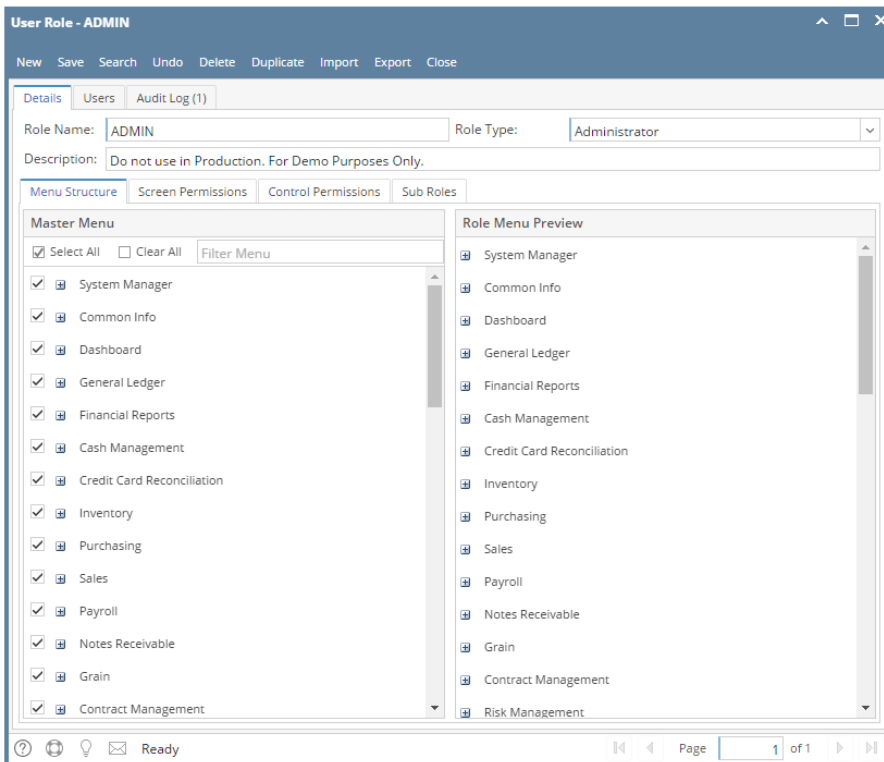 User Role - ADMIN
New Save Search Undo Delete Duplicate Import Export Close
Details Users Audit Log (1)
Role Name: ADMIN Role Type: Administrator
Description: Do not use in Production. For Demo Purposes Only.
Menu Structure Screen Permissions Control Permissions Sub Roles
Master Menu
Select All Clear All Filter Menu
System Manager
Common Info
Dashboard
General Ledger
Financial Reports
Cash Management
Credit Card Reconciliation
Inventory
Purchasing
Sales
Payroll
Notes Receivable
Grain
Contract Management
Role Menu Preview
System Manager
Common Info
Dashboard
General Ledger
Financial Reports
Cash Management
Credit Card Reconciliation
Inventory
Purchasing
Sales
Payroll
Notes Receivable
Grain
Contract Management
Risk Management
Ready
Page 1 of 1